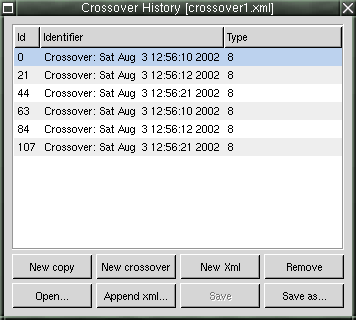 Crossover History [crossover1.xml]
Id Identifier Type
0 Crossover: Sat Aug 3 12:56:10 2002 8
21 Crossover: Sat Aug 3 12:56:12 2002 8
44 Crossover: Sat Aug 3 12:56:21 2002 8
63 Crossover: Sat Aug 3 12:56:10 2002 8
84 Crossover: Sat Aug 3 12:56:12 2002 8
107 Crossover: Sat Aug 3 12:56:21 2002 8
New copy New crossover New Xml Remove
Open... Append xml... Save Save as...